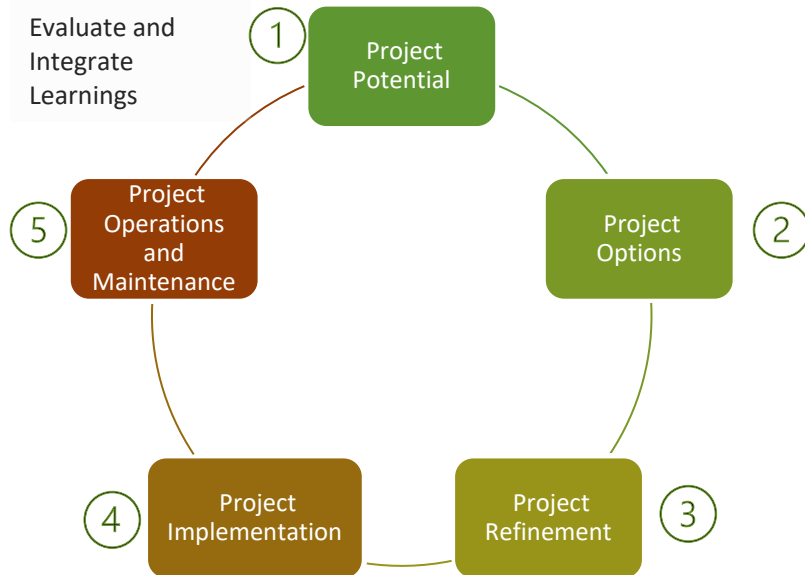 Evaluate and
Integrate
Learnings
1
Project
Potential
2
Project
Options
3
Project
Refinement
4
Project
Implementation
5
Project
Operations
and
Maintenance